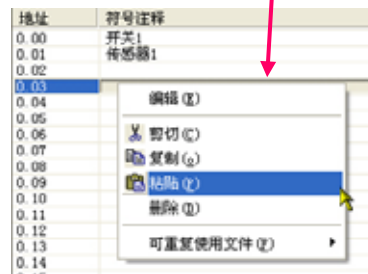 地址 符号注释
0.00 开关1
0.01 传感器1
0.02
0.03
0.04 编辑(E)
0.05
0.06 剪切(C)
0.07
0.08 复制(o)
0.09 粘贴(P)
0.10
0.11 删除(D)
0.12
0.13 可重复使用文件(F)
0.14